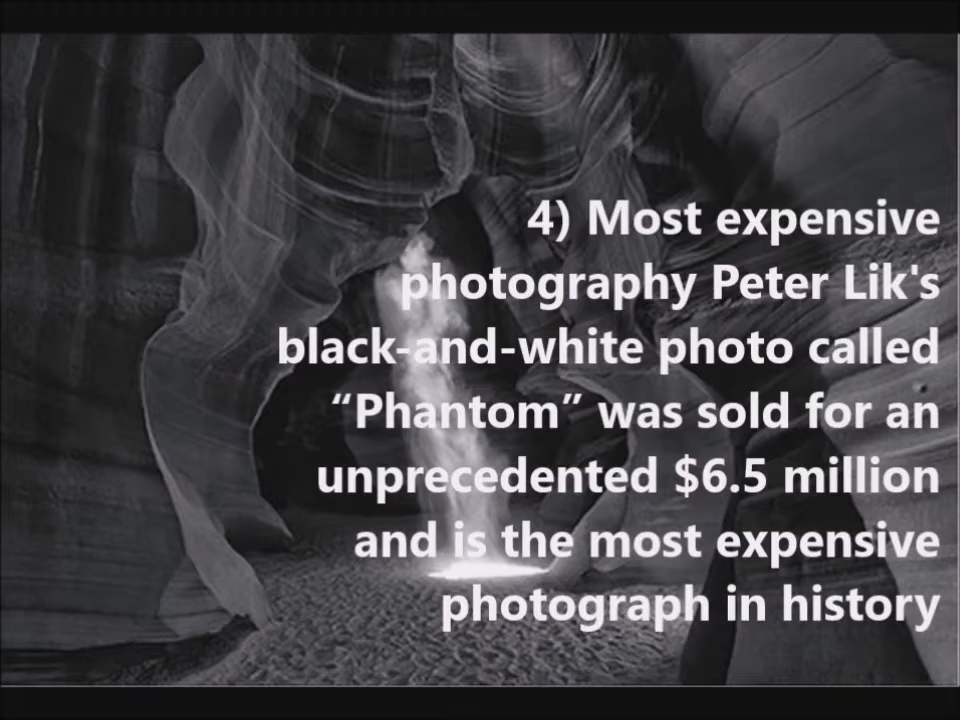 4) Most expensive
photography Peter Lik's
black-and-white photo called
“Phantom” was sold for an
unprecedented $6.5 million
and is the most expensive
photograph in history